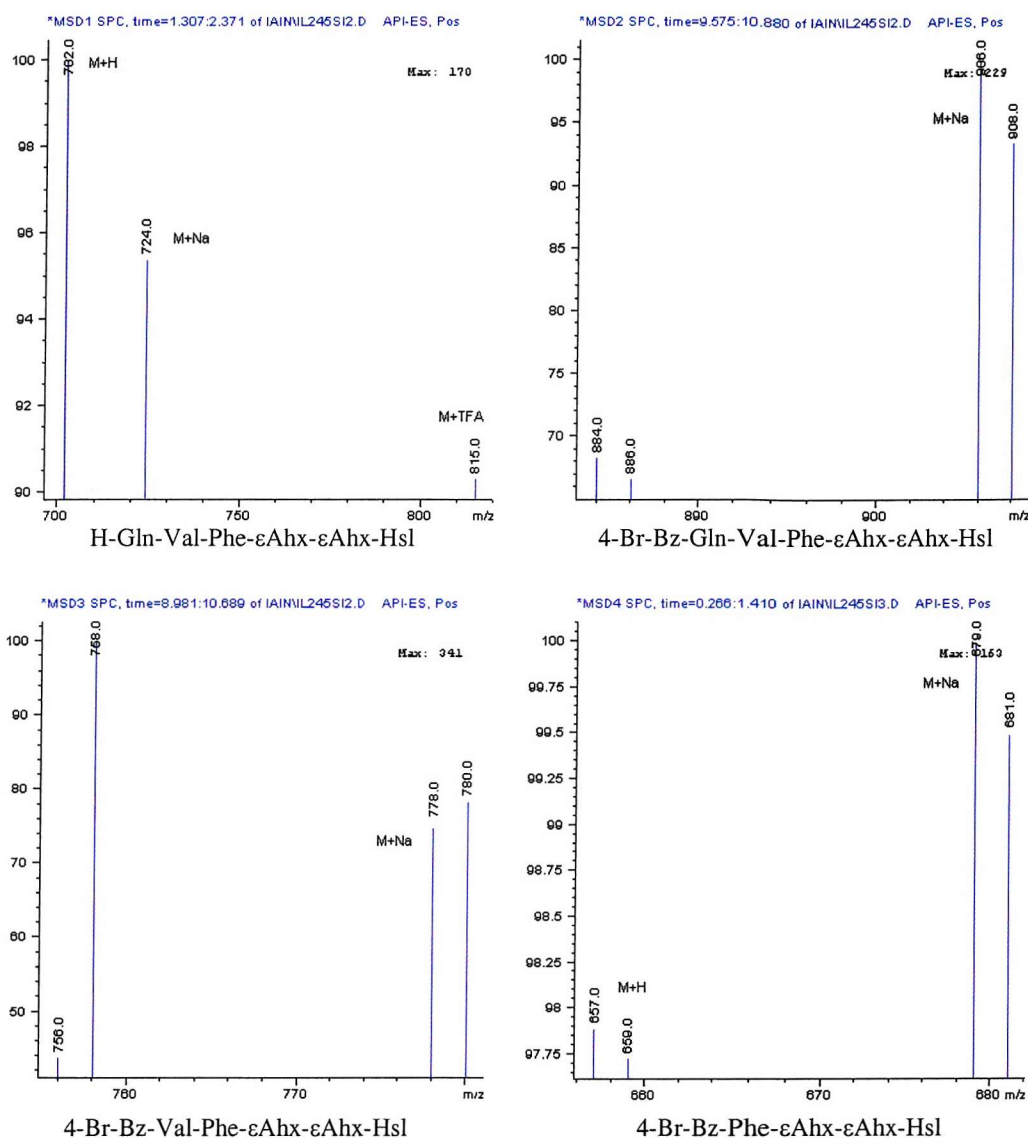 *MSD1 SPC, time=1.307:2.371 of IAIN\IL245SI2.D API-ES, Pos
100
98
96
94
92
90
702.0
M+H
Max: 170
724.0
M+Na
M+TFA
815.0
700
750
800
m/z
H-Gln-Val-Phe-εAhx-εAhx-Hsl
*MSD2 SPC, time=9.575:10.880 of IAIN\IL245SI2.D API-ES, Pos
100
95
90
85
80
75
70
906.0
Max:
M+Na
908.0
884.0
886.0
890
900
m/z
4-Br-Bz-Gln-Val-Phe-εAhx-εAhx-Hsl
*MSD3 SPC, time=8.981:10.689 of IAIN\IL245SI2.D API-ES, Pos
100
90
80
70
60
50
758.0
Max: 341
M+Na
778.0
780.0
756.0
760
770
m/z
4-Br-Bz-Val-Phe-εAhx-εAhx-Hsl
*MSD4 SPC, time=0.266:1.410 of IAIN\IL245SI3.D API-ES, Pos
100
99.75
99.5
99.25
99
98.75
98.5
98.25
98
97.75
679.0
Max:
M+Na
681.0
657.0
M+H
659.0
660
670
680 m/z
4-Br-Bz-Phe-εAhx-εAhx-Hsl